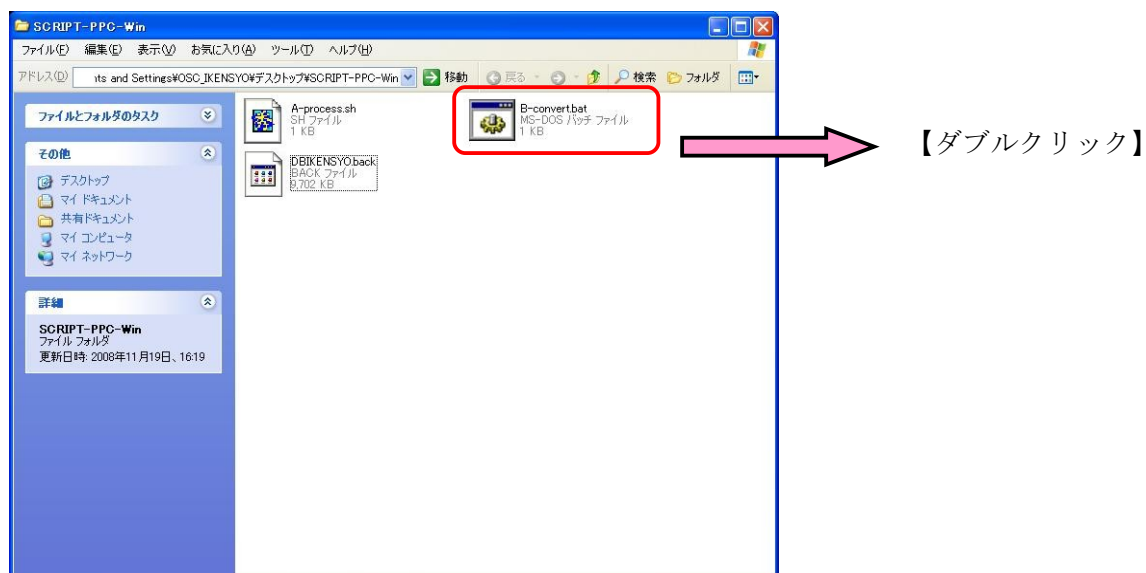 SCRIPT-PPC-Win
ファイル(F) 編集(E) 表示(V) お気に入り(A) ツール(T) ヘルプ(H)
アドレス(D) its and Settings¥OSC_IKENSYO¥デスクトップ¥SCRIPT-PPC-Win 移動 戻る 検索 フォルダ
ファイルとフォルダのタスク
その他
デスクトップ
マイ ドキュメント
共有ドキュメント
マイ コンピュータ
マイ ネットワーク
詳細
SCRIPT-PPC-Win
ファイル フォルダ
更新日時: 2008年11月19日、16:19
A-process.sh
SH ファイル
1 KB
B-convert.bat
MS-DOS バッチ ファイル
1 KB
DBIKENSYO.back
BACK ファイル
9,702 KB
【ダブルクリック】